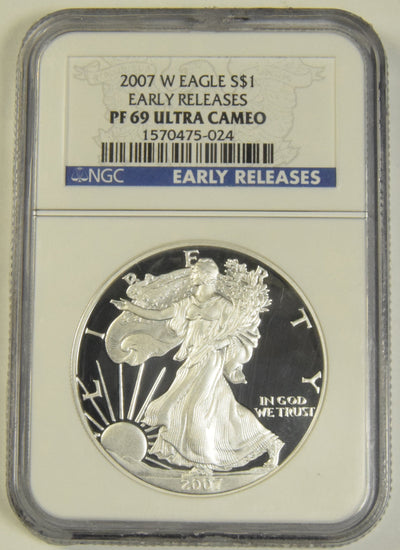 2007 W EAGLE S$1
EARLY RELEASES
PF 69 ULTRA CAMEO
1570475-024
NGC EARLY RELEASES
LIBERTY
IN GOD
WE TRUST
2007